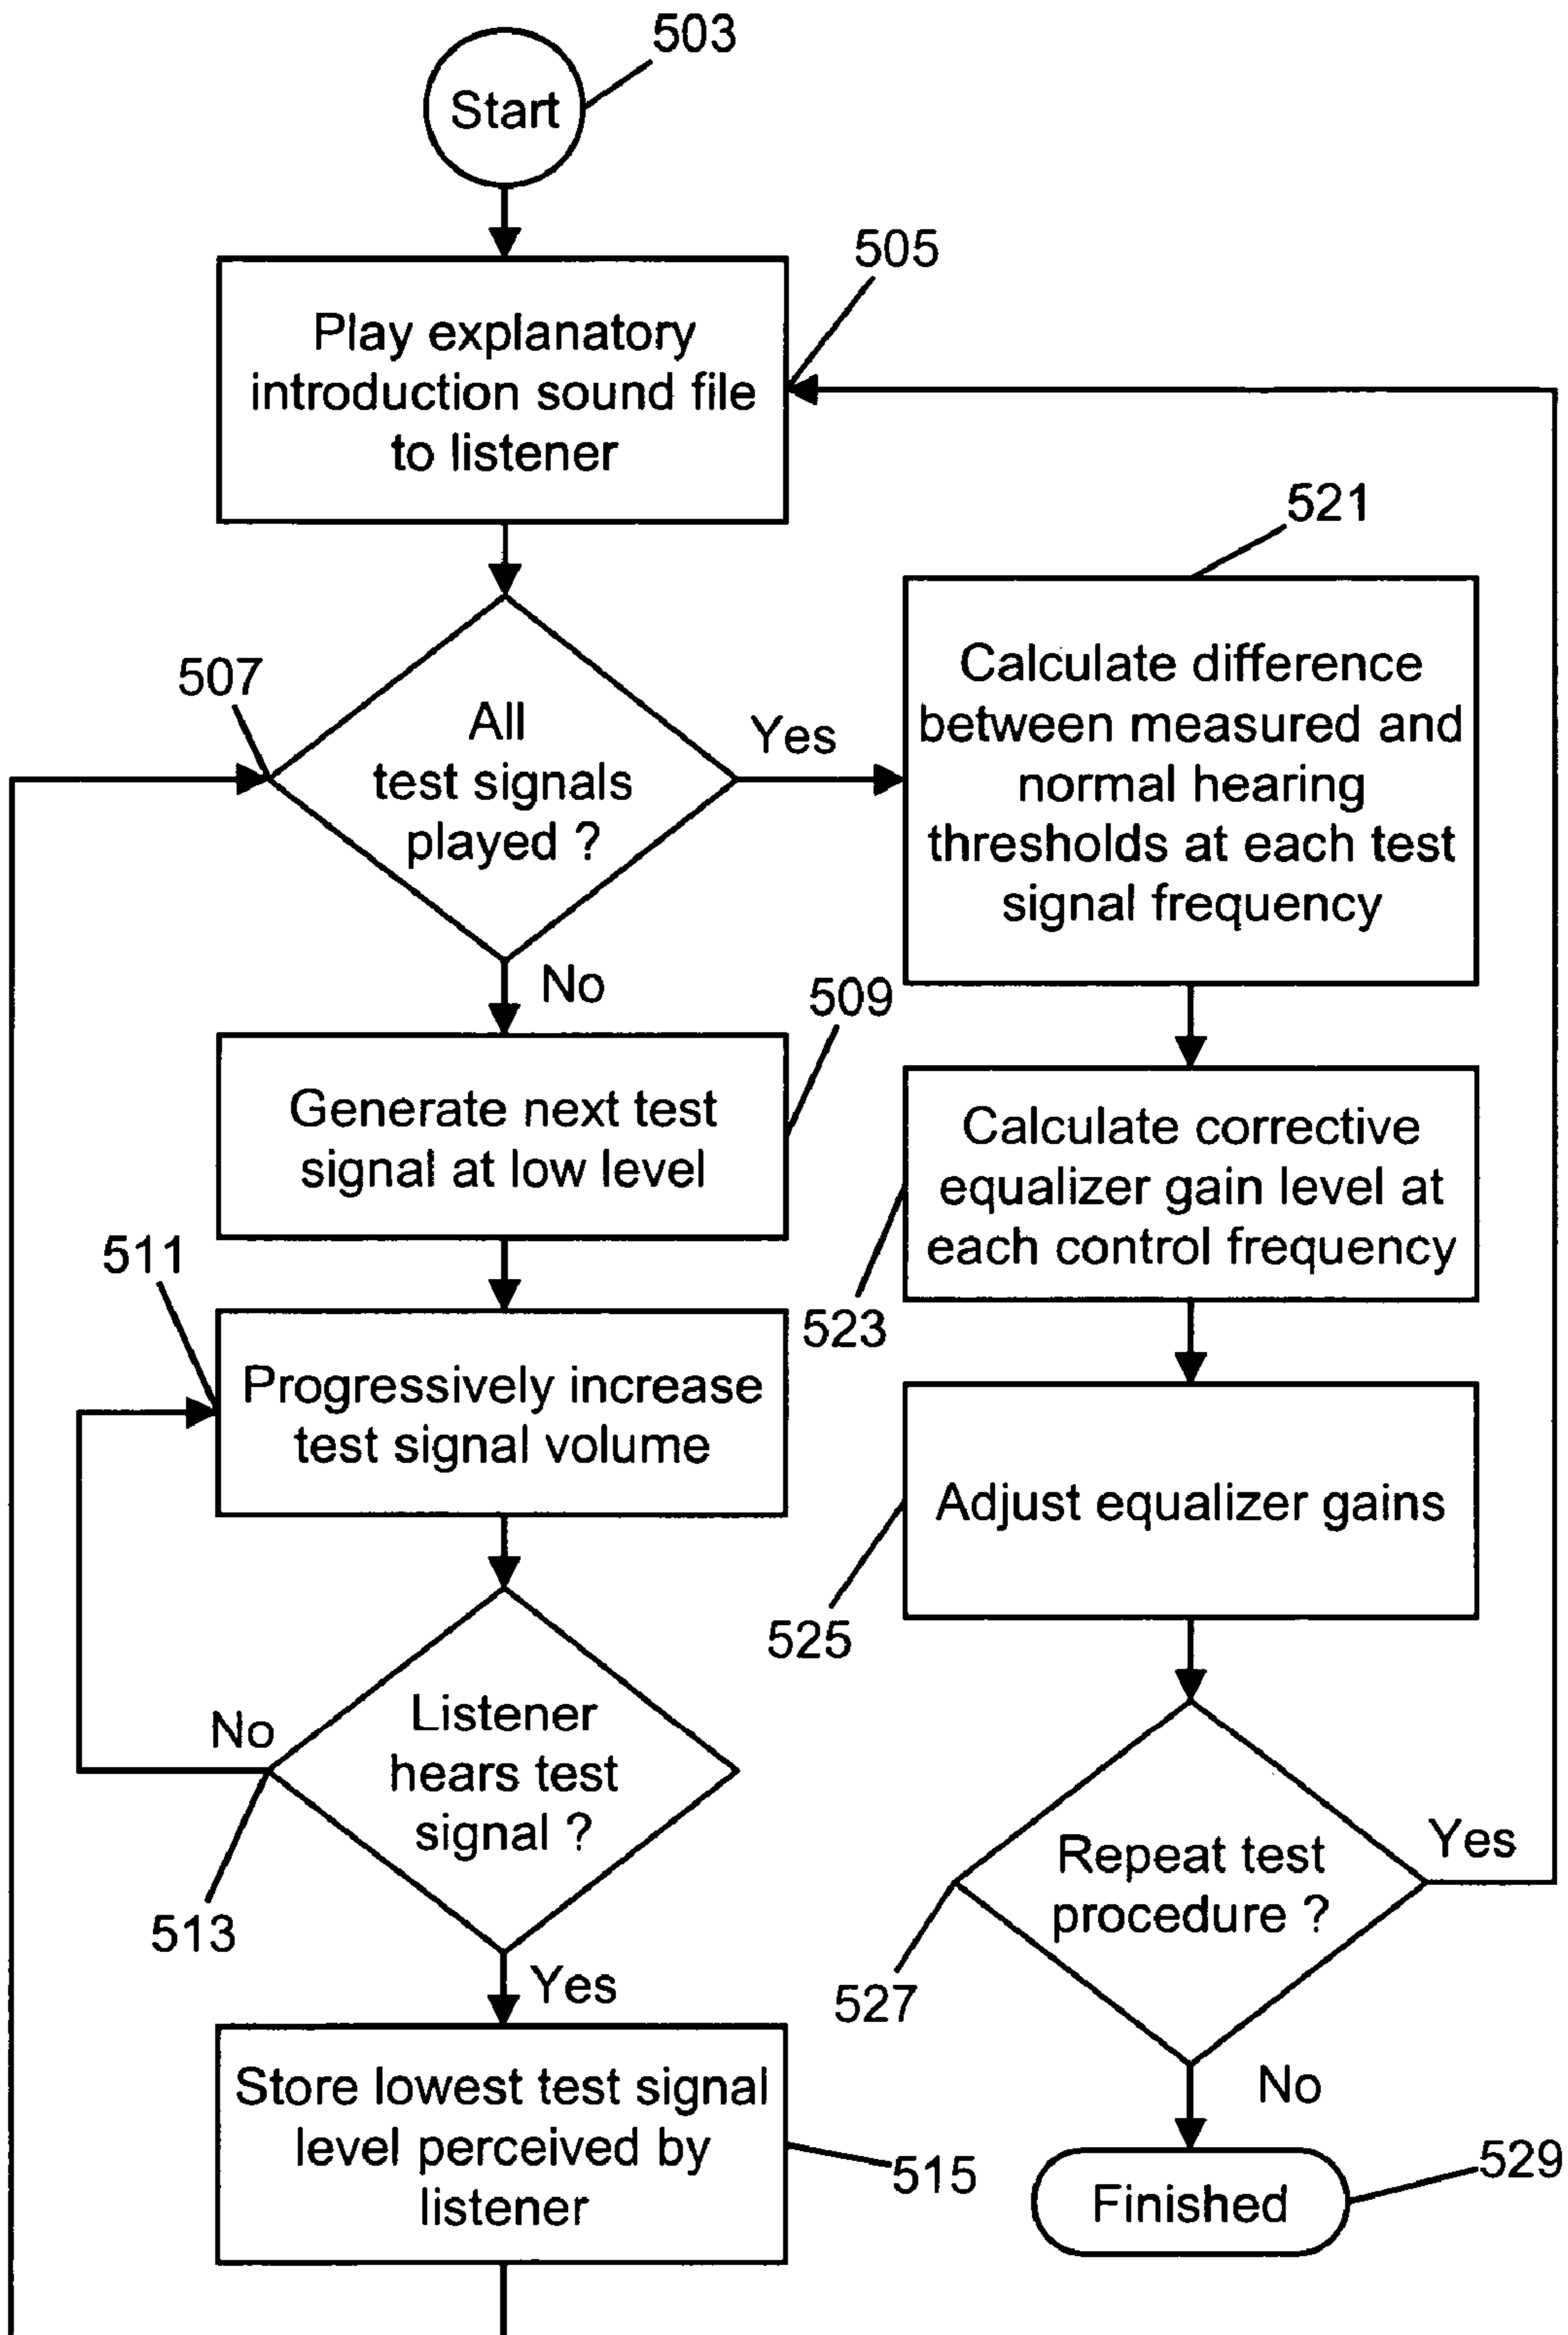 503
Start
505
Play explanatory
introduction sound file
to listener
521
507
All
test signals
played ?
Yes
Calculate difference
between measured and
normal hearing
thresholds at each test
signal frequency
No
509
Generate next test
signal at low level
Calculate corrective
equalizer gain level at
each control frequency
511
523
Progressively increase
test signal volume
Adjust equalizer gains
525
No
Listener
hears test
signal ?
513
Repeat test
procedure ?
Yes
527
Yes
Store lowest test signal
level perceived by
listener
515
No
Finished
529